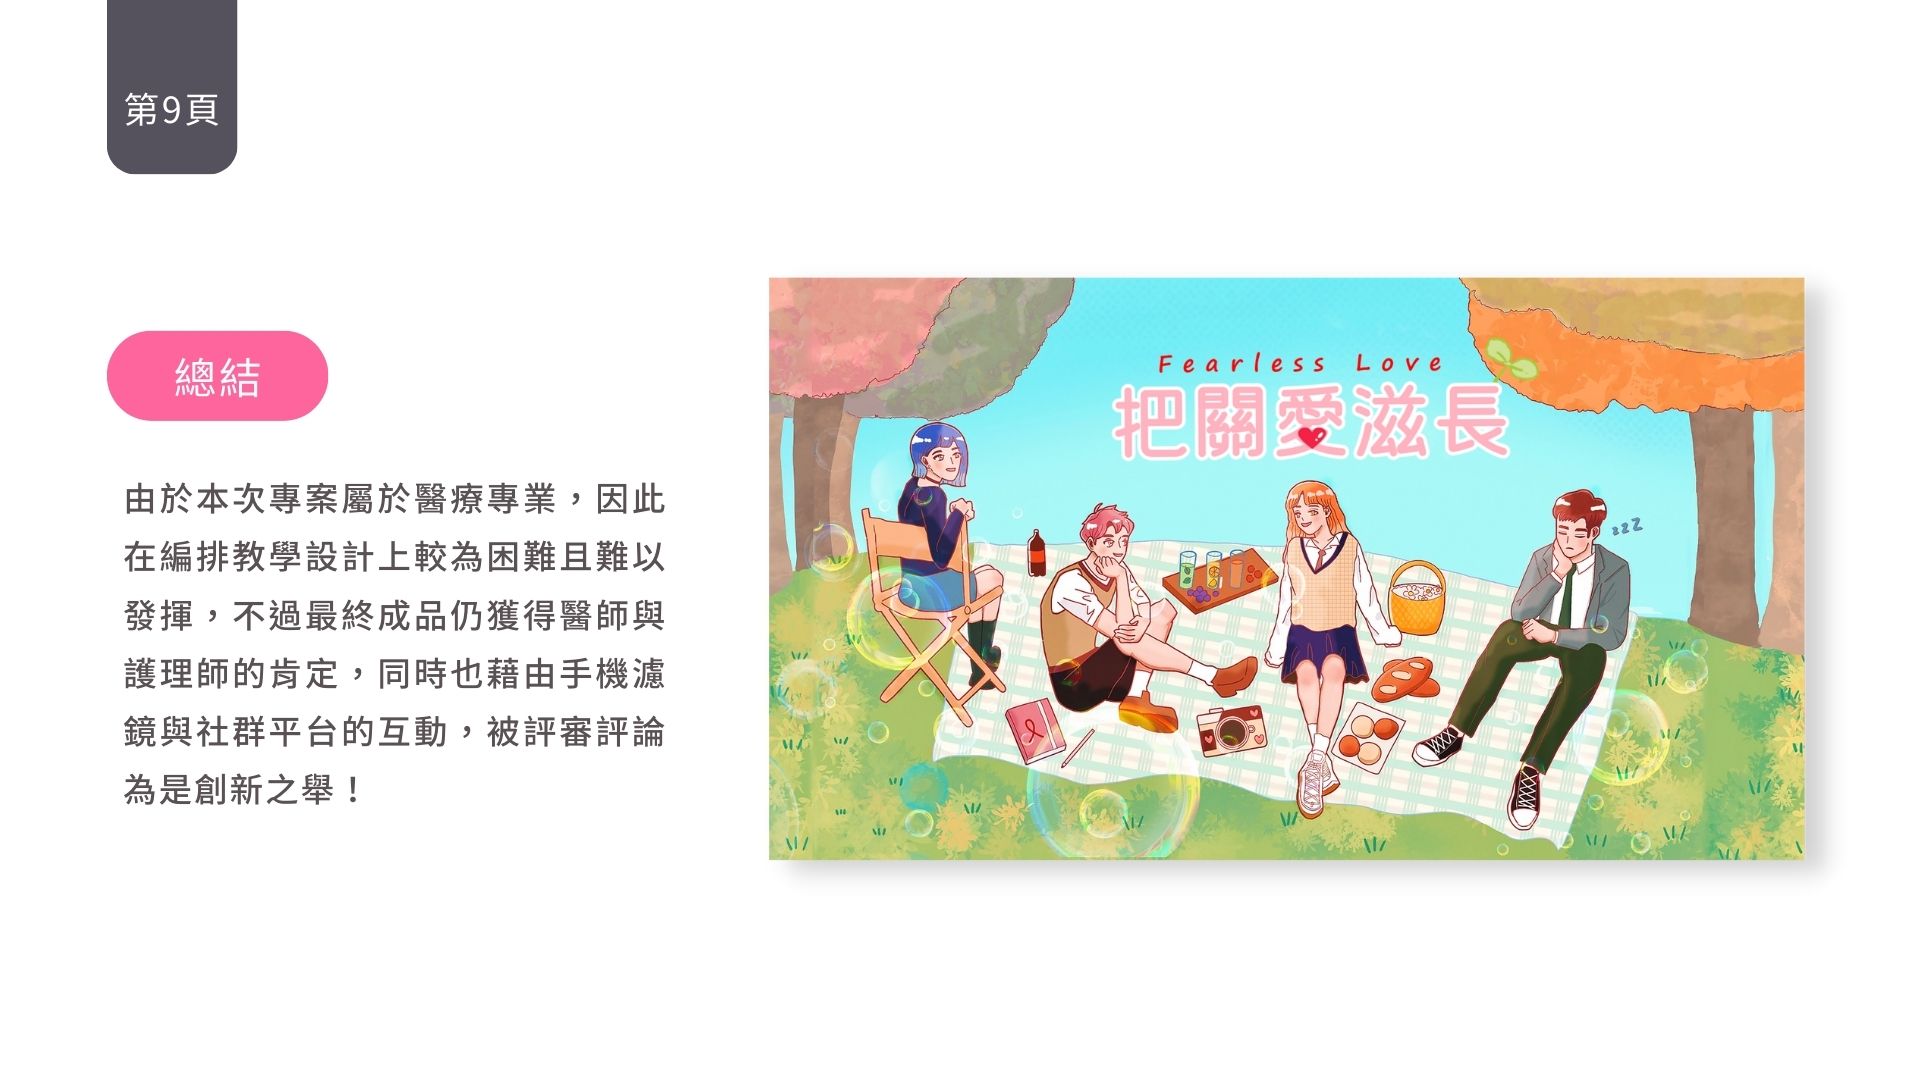 第9頁
總結
由於本次專案屬於醫療專業，因此
在編排教學設計上較為困難且難以
發揮，不過最終成品仍獲得醫師與
護理師的肯定，同時也藉由手機濾
鏡與社群平台的互動，被評審評論
為是創新之舉！
Fearless Love
把關愛滋長
zzZ